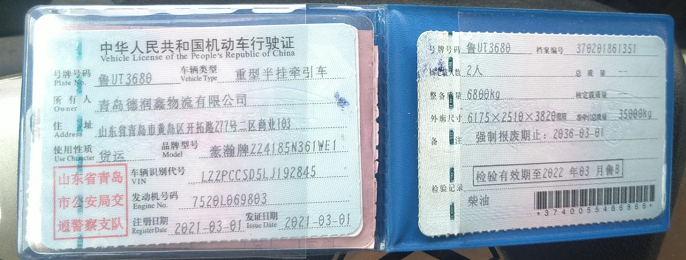 中华人民共和国机动车行驶证
Vehicle License of the People's Republic of China
号牌号码 鲁UT3680 车辆类型 重型半挂牵引车
Plate No. Vehicle Type
所有人 青岛德润鑫物流有限公司
Owner
住址 山东省青岛市黄岛区开拓路277号二区商业103
Address
使用性质 货运 品牌型号 豪瀚牌ZZ4185N361WE1
Use Character Model
山东省青岛
市公安局交
通警察支队
车辆识别代号 LZZPCCSD5LJ192845
VIN
发动机号码 7520L069803
Engine No.
注册日期 2021-03-01 发证日期 2021-03-01
Register Date Issue Date
号牌号码 鲁UT3680 档案编号 370201861351
2人 总质量 --
整备质量 6800kg 核定载质量
外廓尺寸 6175×2510×3820 35000kg
备注 强制报废期止:2036-03-01
检验有效期至2022年03月鲁B
检验记录
柴油